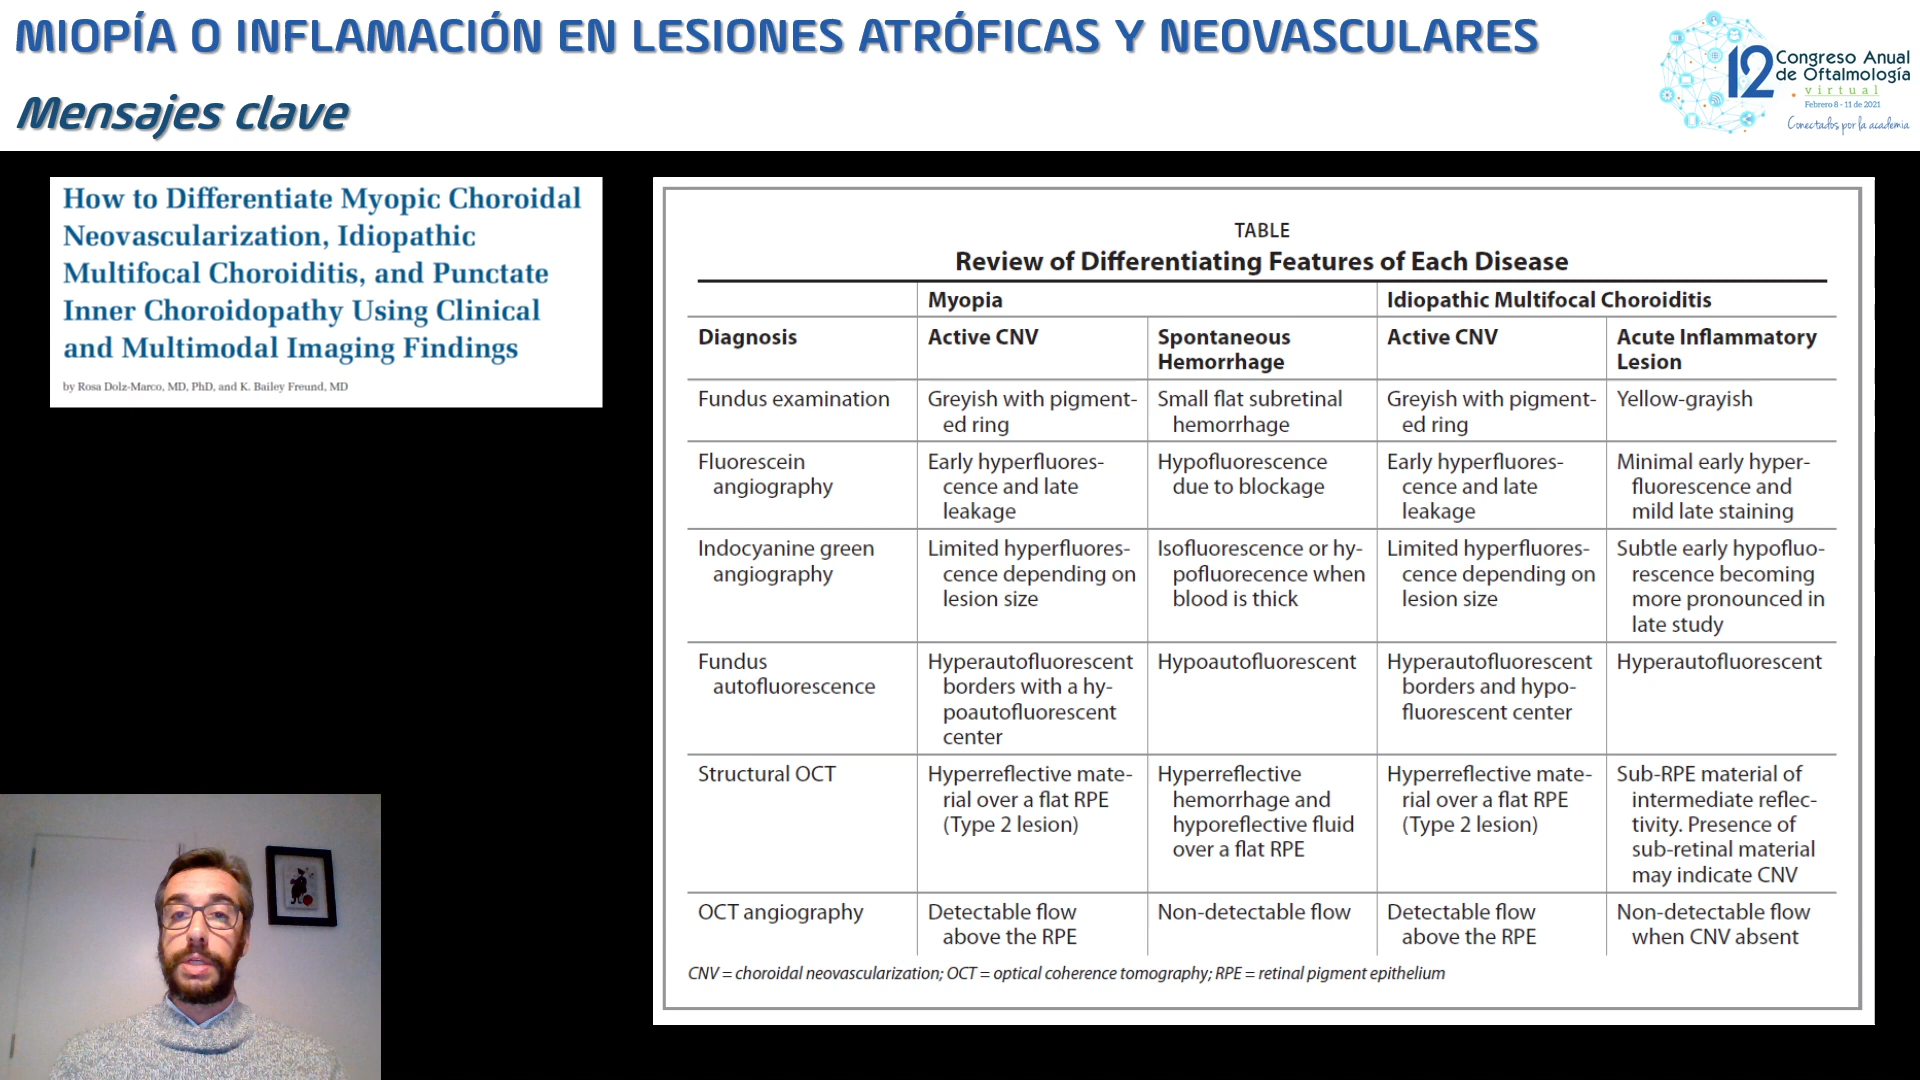 MIOPÍA O INFLAMACIÓN EN LESIONES ATRÓFICAS Y NEOVASCULARES
Mensajes clave
12 Congreso Anual
de Oftalmología
virtual
Febrero 8 - 11 de 2021
Conectados por la academia
How to Differentiate Myopic Choroidal
Neovascularization, Idiopathic
Multifocal Choroiditis, and Punctate
Inner Choroidopathy Using Clinical
and Multimodal Imaging Findings
by Rosa Dolz-Marco, MD, PhD, and K. Bailey Freund, MD
TABLE
Review of Differentiating Features of Each Disease
Myopia
Idiopathic Multifocal Choroiditis
Diagnosis
Active CNV
Spontaneous
Hemorrhage
Active CNV
Acute Inflammatory
Lesion
Fundus examination
Greyish with pigment-
ed ring
Small flat subretinal
hemorrhage
Greyish with pigment-
ed ring
Yellow-grayish
Fluorescein
angiography
Early hyperfluores-
cence and late
leakage
Hypofluorescence
due to blockage
Early hyperfluores-
cence and late
leakage
Minimal early hyper-
fluorescence and
mild late staining
Indocyanine green
angiography
Limited hyperfluores-
cence depending on
lesion size
Isofluorescence or hy-
pofluorecence when
blood is thick
Limited hyperfluores-
cence depending on
lesion size
Subtle early hypofluo-
rescence becoming
more pronounced in
late study
Fundus
autofluorescence
Hyperautofluorescent
borders with a hy-
poautofluorescent
center
Hypoautofluorescent
Hyperautofluorescent
borders and hypo-
fluorescent center
Hyperautofluorescent
Structural OCT
Hyperreflective mate-
rial over a flat RPE
(Type 2 lesion)
Hyperreflective
hemorrhage and
hyporeflective fluid
over a flat RPE
Hyperreflective mate-
rial over a flat RPE
(Type 2 lesion)
Sub-RPE material of
intermediate reflec-
tivity. Presence of
sub-retinal material
may indicate CNV
OCT angiography
Detectable flow
above the RPE
Non-detectable flow
Detectable flow
above the RPE
Non-detectable flow
when CNV absent
CNV = choroidal neovascularization; OCT = optical coherence tomography; RPE = retinal pigment epithelium